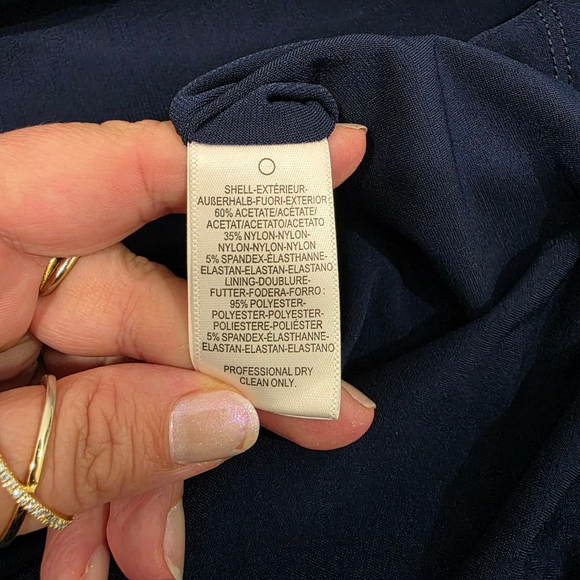 SHELL-EXTÉRIEUR-
AUßERHALB-FUORI-EXTERIOR
60% ACETATE/ACÉTATE/
ACETAT/ACETATO/ACETATO
35% NYLON-NYLON-
NYLON-NYLON-NYLON
5% SPANDEX-ÉLASTHANNE-
ELASTAN-ELASTAN-ELASTANO
LINING-DOUBLURE-
FUTTER-FODERA-FORRO:
95% POLYESTER-
POLYESTER-POLYESTER-
POLIESTERE-POLIÉSTER
5% SPANDEX-ÉLASTHANNE-
ELASTAN-ELASTAN-ELASTANO
PROFESSIONAL DRY
CLEAN ONLY.